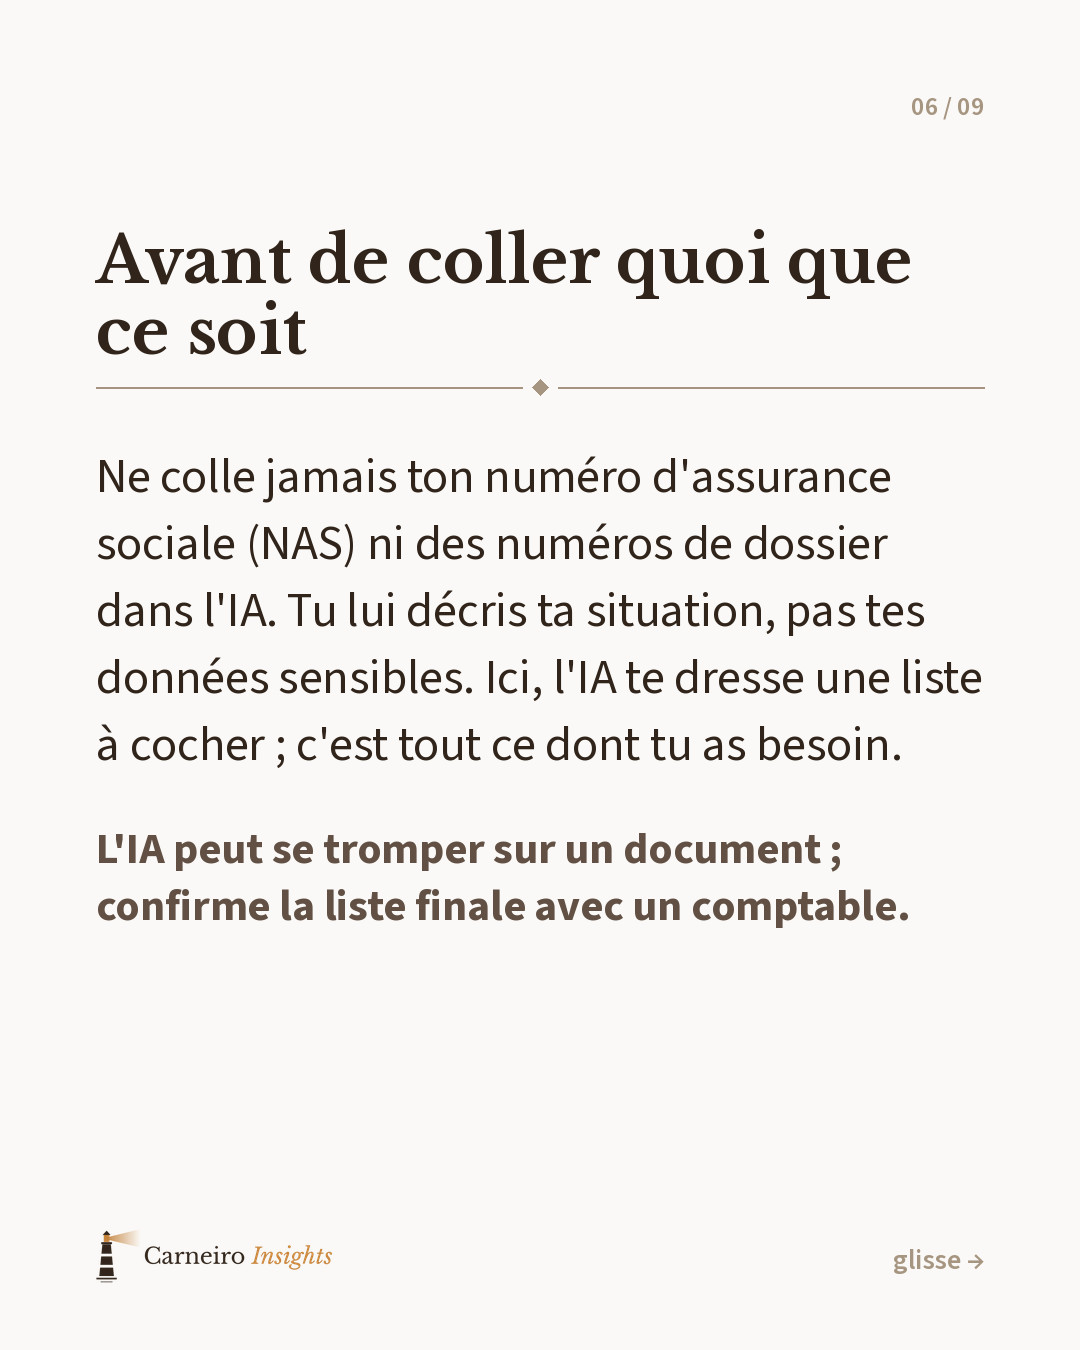 06 / 09
Avant de coller quoi que
ce soit
Ne colle jamais ton numéro d'assurance
sociale (NAS) ni des numéros de dossier
dans l'IA. Tu lui décris ta situation, pas tes
données sensibles. Ici, l'IA te dresse une liste
à cocher ; c'est tout ce dont tu as besoin.
L'IA peut se tromper sur un document ;
confirme la liste finale avec un comptable.
Carneiro Insights
glisse →